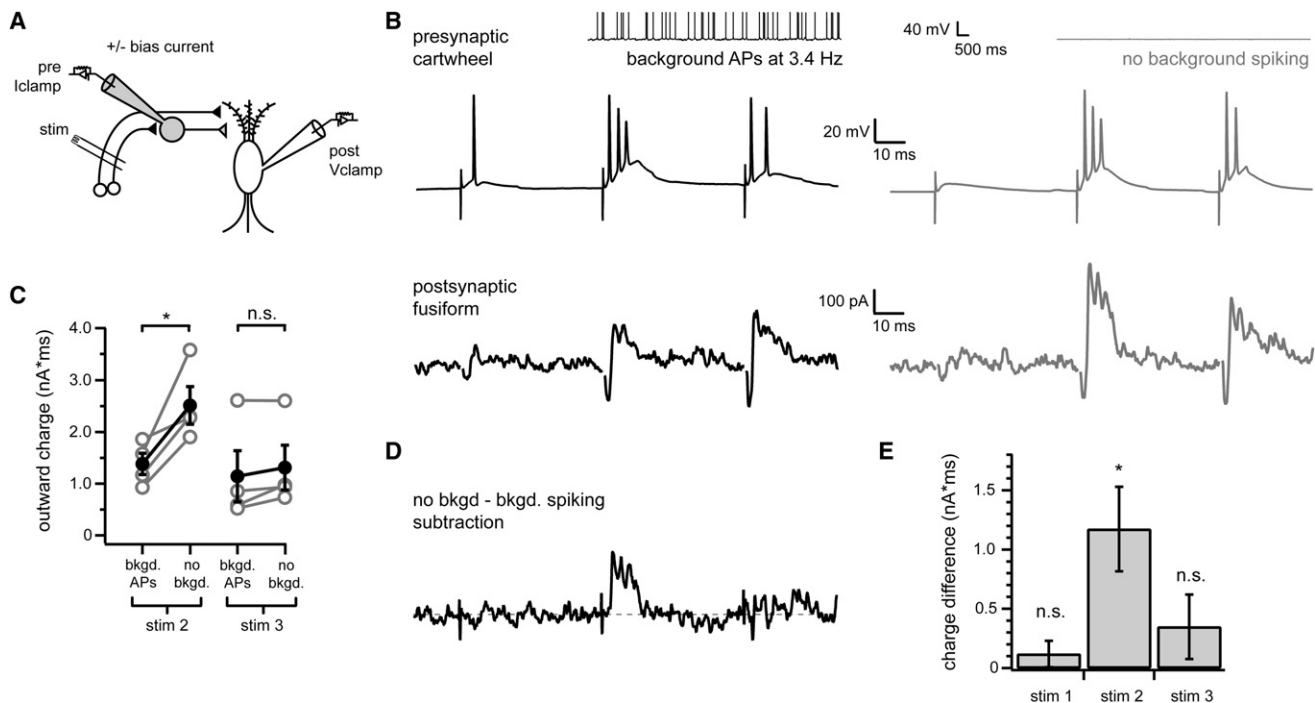 A
+/- bias current
pre
Iclamp
stim
post
Vclamp
B
presynaptic
cartwheel
background APs at 3.4 Hz
40 mV
500 ms
no background spiking
20 mV
10 ms
postsynaptic
fusiform
100 pA
10 ms
C
outward charge (nA*ms)
4.0
3.0
2.0
1.0
0
*
n.s.
bkgd.
APs
no
bkgd.
bkgd.
APs
no
bkgd.
stim 2
stim 3
D
no bkgd - bkgd. spiking
subtraction
E
charge difference (nA*ms)
1.5
1.0
0.5
0
n.s.
*
n.s.
stim 1
stim 2
stim 3